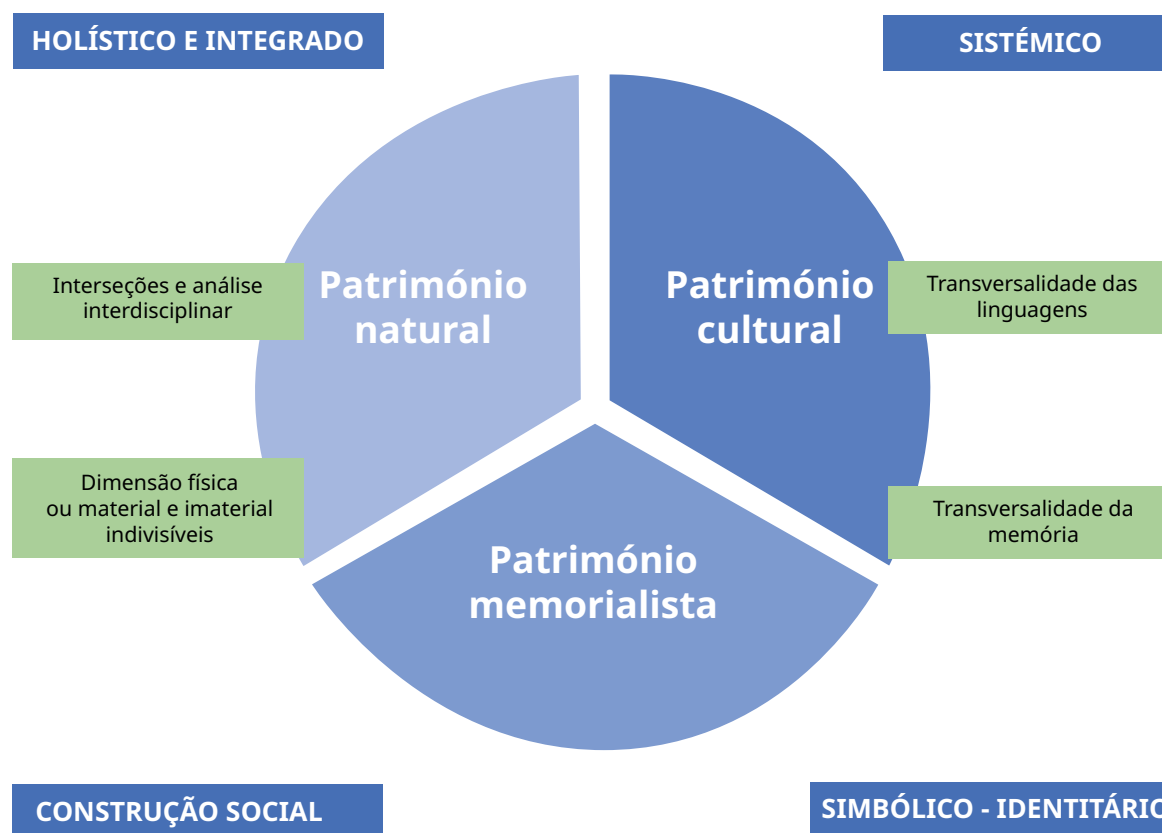 HOLÍSTICO E INTEGRADO
SISTÉMICO
Interseções e análise
interdisciplinar
Património
natural
Património
cultural
Transversalidade das
linguagens
Dimensão física
ou material e imaterial
indivisíveis
Transversalidade da
memória
Património
memorialista
CONSTRUÇÃO SOCIAL
SIMBÓLICO - IDENTITÁRIO